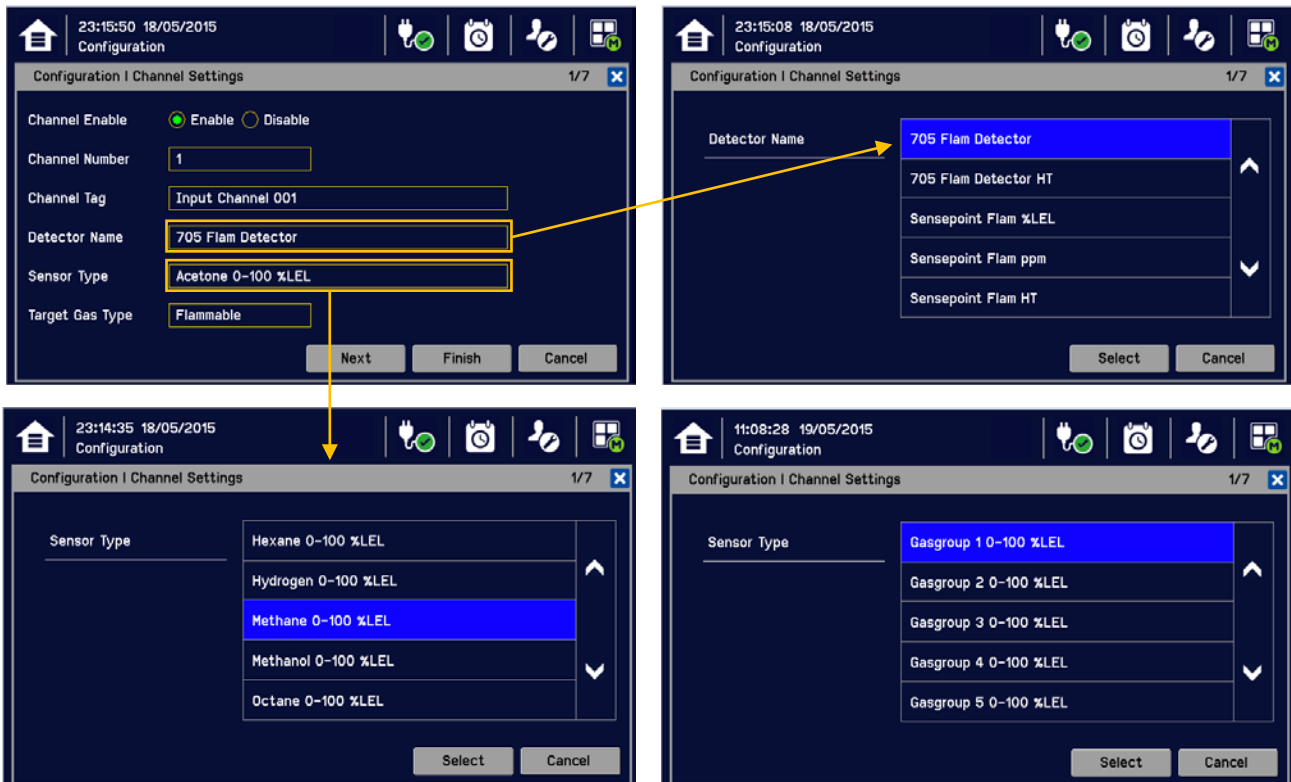 23:15:50 18/05/2015
Configuration
M
Configuration | Channel Settings 1/7
Channel Enable Enable Disable
Channel Number 1
Channel Tag Input Channel 001
Detector Name 705 Flam Detector
Sensor Type Acetone 0-100 %LEL
Target Gas Type Flammable
Next Finish Cancel
23:15:08 18/05/2015
Configuration
M
Configuration | Channel Settings 1/7
Detector Name
705 Flam Detector
705 Flam Detector HT
Sensepoint Flam %LEL
Sensepoint Flam ppm
Sensepoint Flam HT
Select Cancel
23:14:35 18/05/2015
Configuration
M
Configuration | Channel Settings 1/7
Sensor Type
Hexane 0-100 %LEL
Hydrogen 0-100 %LEL
Methane 0-100 %LEL
Methanol 0-100 %LEL
Octane 0-100 %LEL
Select Cancel
11:08:28 19/05/2015
Configuration
M
Configuration | Channel Settings 1/7
Sensor Type
Gasgroup 1 0-100 %LEL
Gasgroup 2 0-100 %LEL
Gasgroup 3 0-100 %LEL
Gasgroup 4 0-100 %LEL
Gasgroup 5 0-100 %LEL
Select Cancel